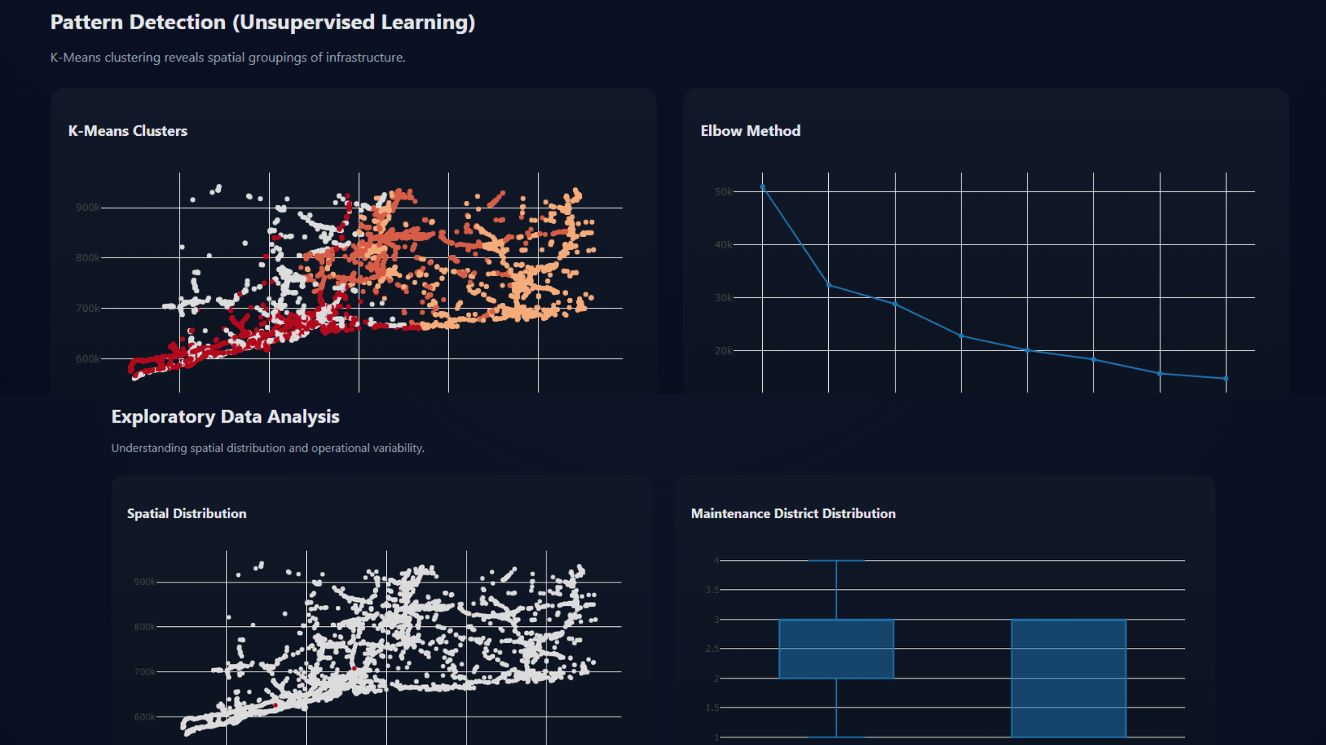 Pattern Detection (Unsupervised Learning)
K-Means clustering reveals spatial groupings of infrastructure.
K-Means Clusters
900k
800k
700k
600k
Elbow Method
50k
40k
30k
20k
Exploratory Data Analysis
Understanding spatial distribution and operational variability.
Spatial Distribution
900k
800k
700k
600k
Maintenance District Distribution
4
3.5
3
2.5
2
1.5
1